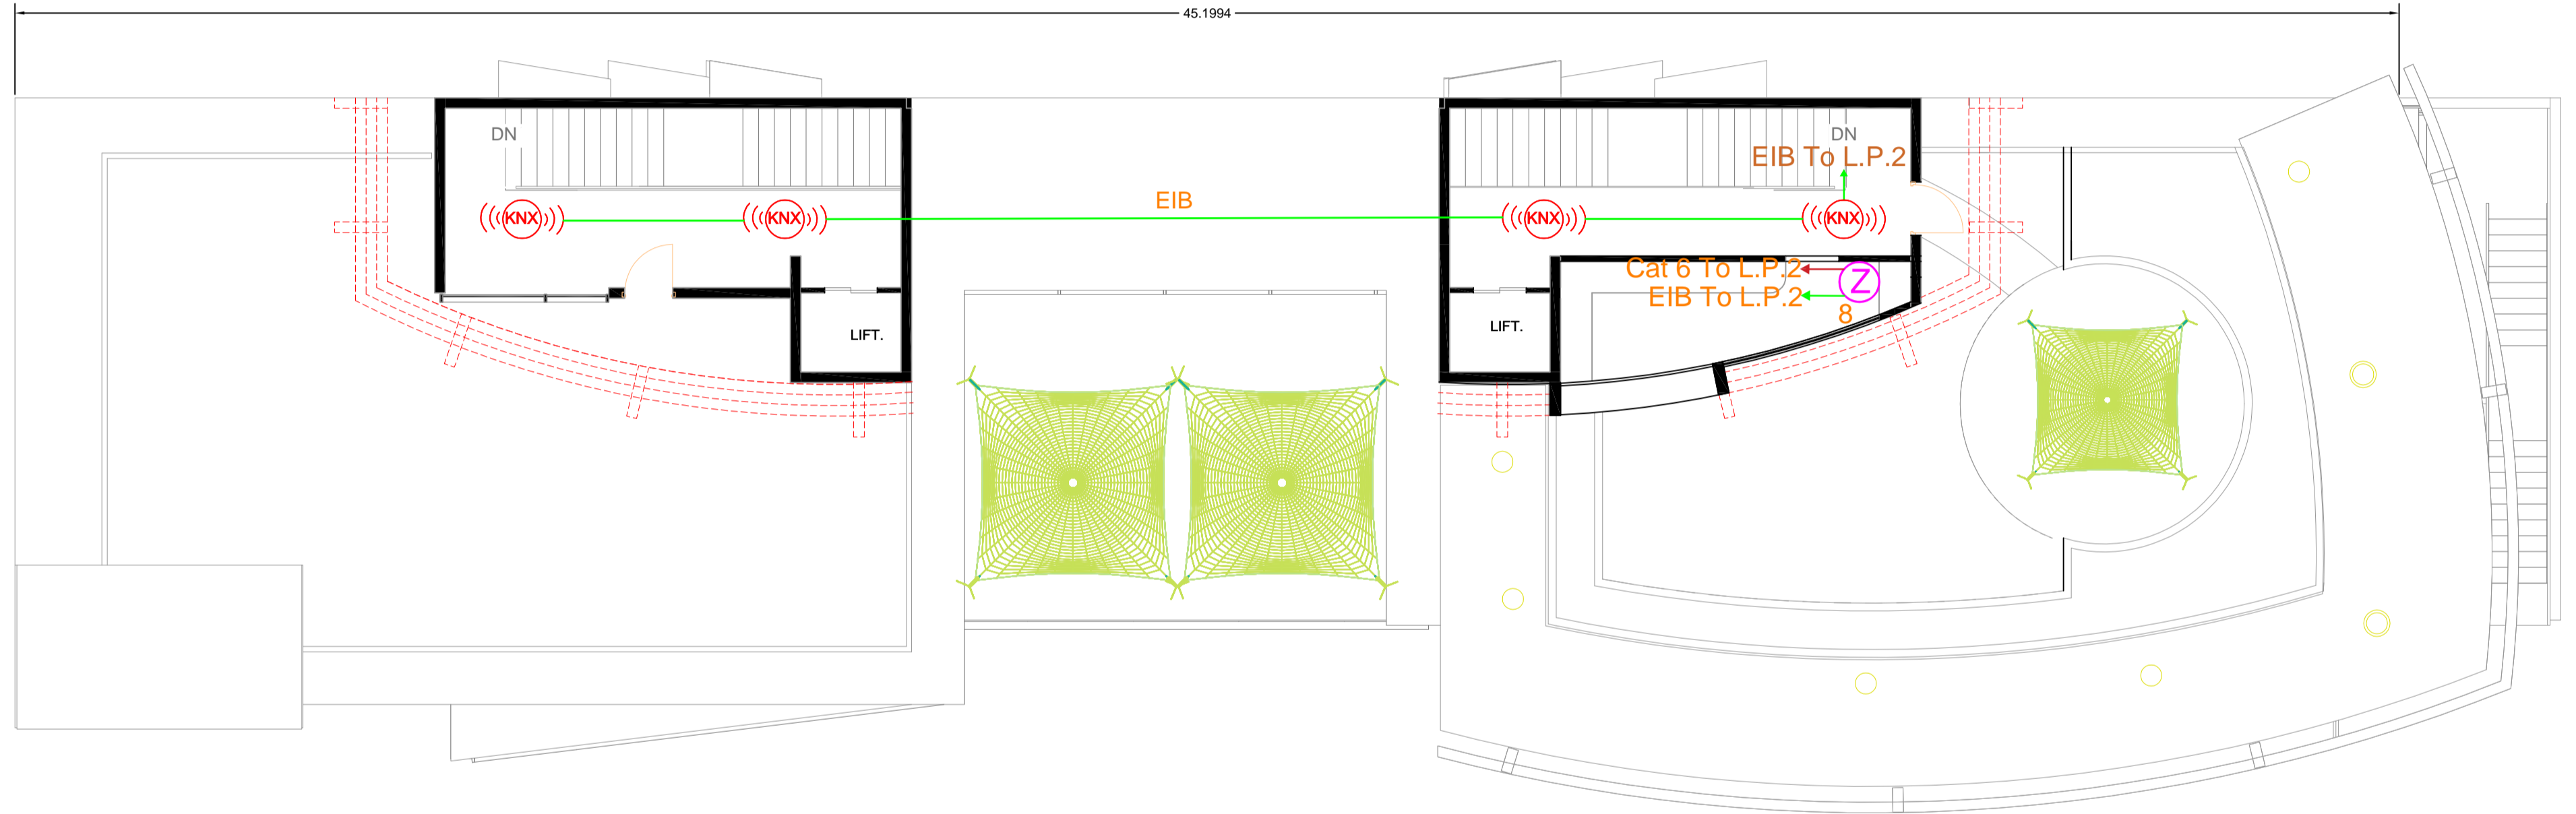 45.1994
DN
DN
EIB To L.P.2
EIB
KNX
KNX
KNX
KNX
Cat 6 To L.P.2
Z
EIB To L.P.2
8
LIFT.
LIFT.